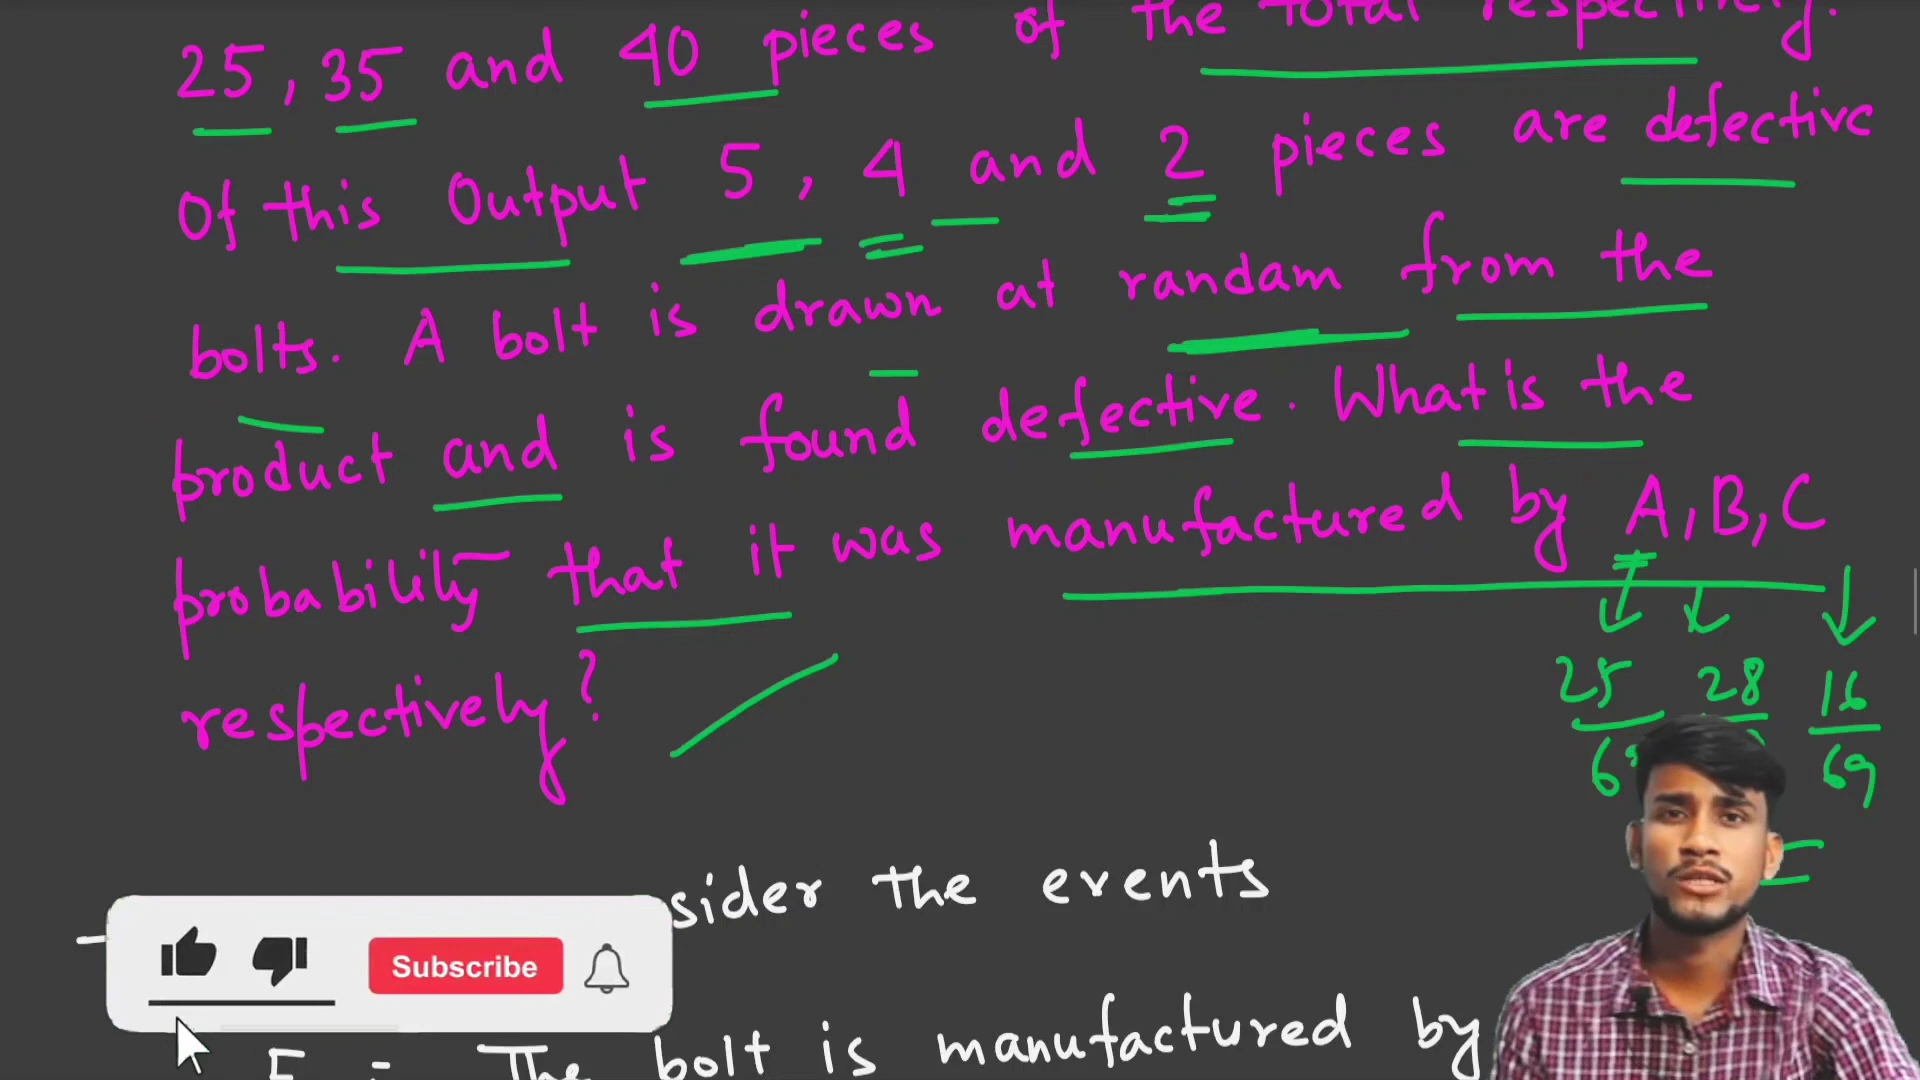 25, 35 and 40 pieces of the total respectively.
Of this Output 5, 4 and 2 pieces are defective
bolts. A bolt is drawn at randam from the
product and is found defective. What is the
probability that it was manufactured by A, B, C
respectively?
25 28 16
69
sider the events
Subscribe
E : The bolt is manufactured by